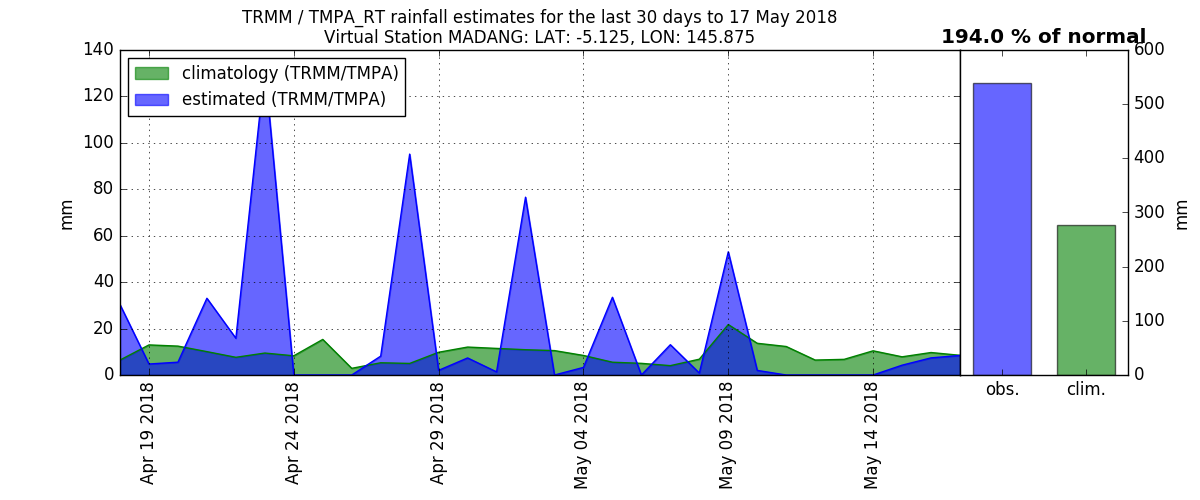 TRMM / TMPA_RT rainfall estimates for the last 30 days to 17 May 2018
Virtual Station MADANG: LAT: -5.125, LON: 145.875
194.0 % of normal
climatology (TRMM/TMPA)
estimated (TRMM/TMPA)
mm
140
120
100
80
60
40
20
0
Apr 19 2018
Apr 24 2018
Apr 29 2018
May 04 2018
May 09 2018
May 14 2018
obs.
clim.
600
500
400
300
200
100
0
mm